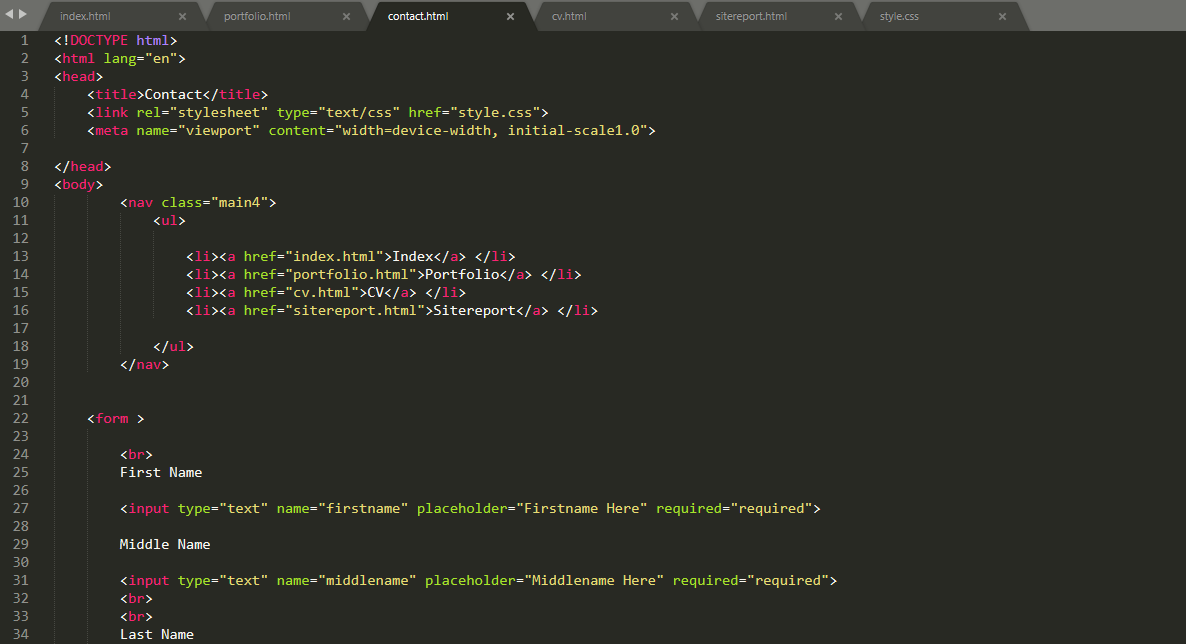 index.html × portfolio.html × contact.html × cv.html × sitereport.html × style.css ×
1 <!DOCTYPE html>
2 <html lang="en">
3 <head>
4     <title>Contact</title>
5     <link rel="stylesheet" type="text/css" href="style.css">
6     <meta name="viewport" content="width=device-width, initial-scale1.0">
7
8 </head>
9 <body>
10         <nav class="main4">
11             <ul>
12
13                 <li><a href="index.html">Index</a> </li>
14                 <li><a href="portfolio.html">Portfolio</a> </li>
15                 <li><a href="cv.html">CV</a> </li>
16                 <li><a href="sitereport.html">Sitereport</a> </li>
17
18             </ul>
19         </nav>
20
21
22     <form >
23
24         <br>
25         First Name
26
27         <input type="text" name="firstname" placeholder="Firstname Here" required="required">
28
29         Middle Name
30
31         <input type="text" name="middlename" placeholder="Middlename Here" required="required">
32         <br>
33         <br>
34         Last Name